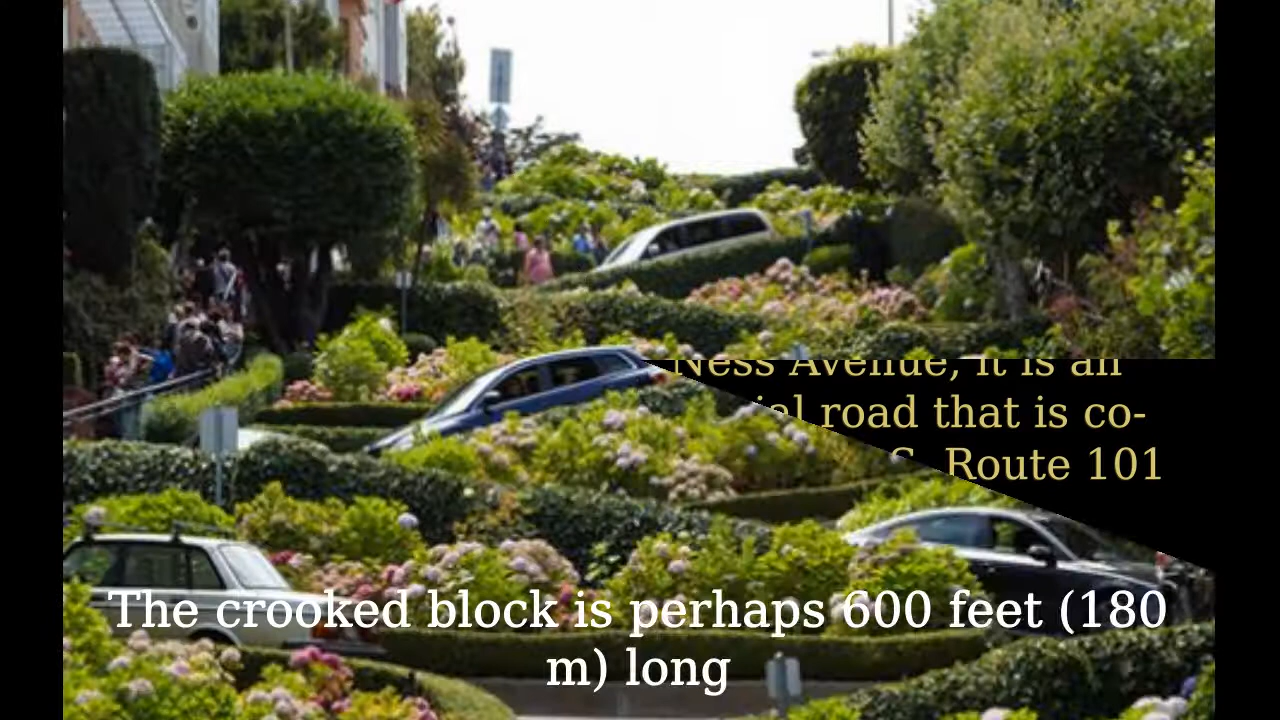 Ness Avenue, it is an
road that is co-
Route 101
The crooked block is perhaps 600 feet (180
m) long